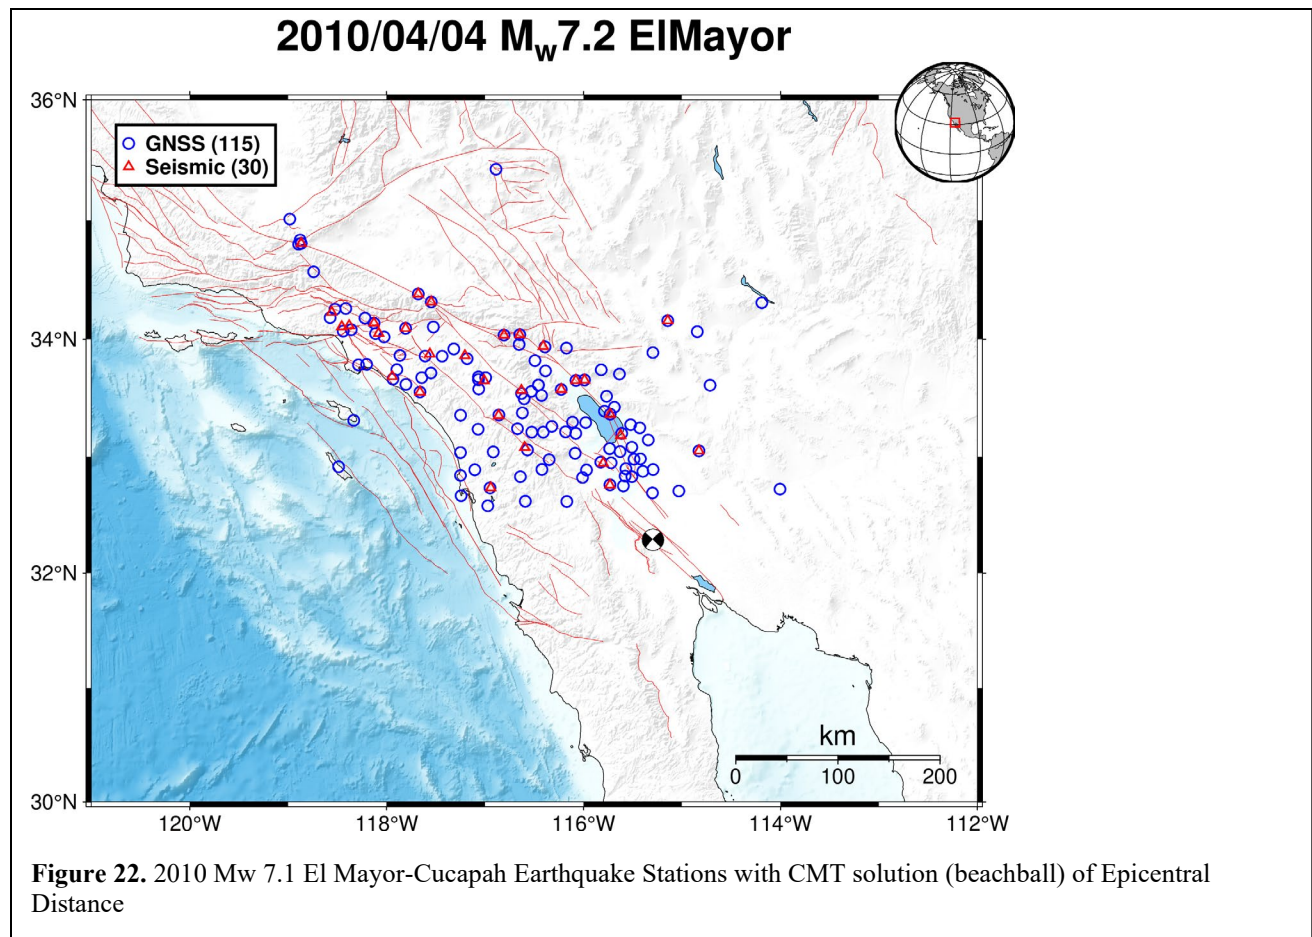 2010/04/04 Mw7.2 ElMayor
36°N
GNSS (115)
Seismic (30)
34°N
32°N
km
0 100 200
30°N
120°W 118°W 116°W 114°W 112°W
Figure 22. 2010 Mw 7.1 El Mayor-Cucapah Earthquake Stations with CMT solution (beachball) of Epicentral
Distance